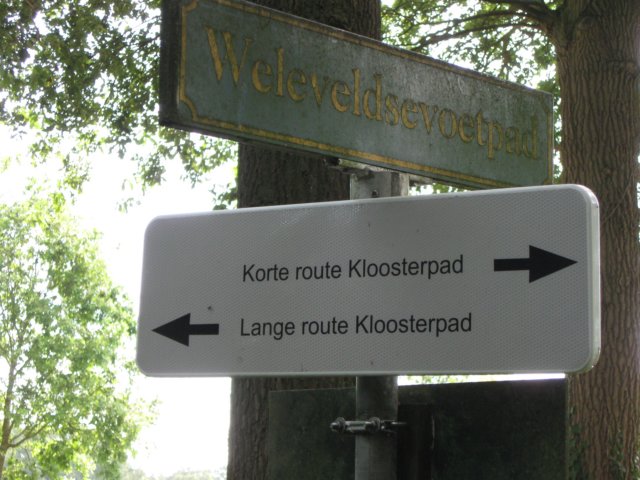 Weleveldsevoetpad
Korte route Kloosterpad
Lange route Kloosterpad